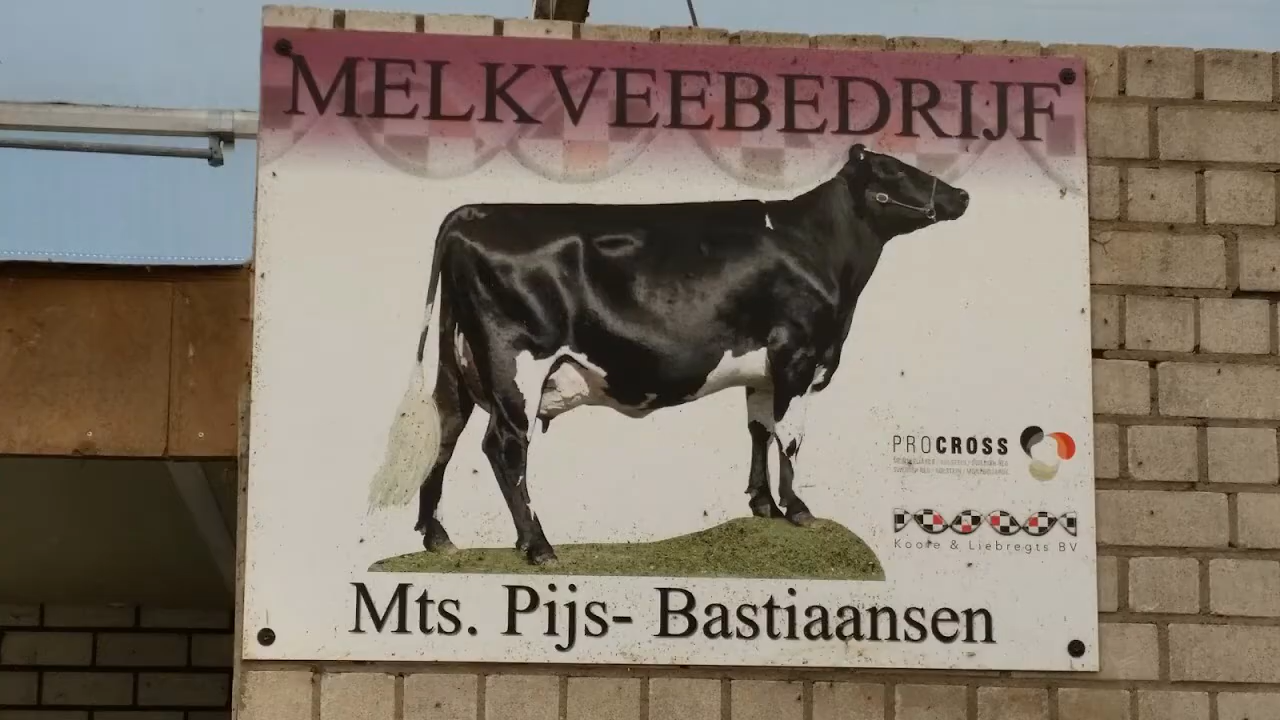 MELKVEEBEDRIJF
PROCROSS
Koole & Liebregts BV
Mts. Pijs- Bastiaansen